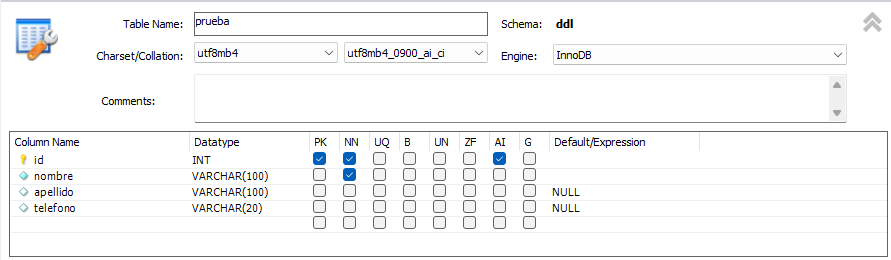 Table Name: prueba Schema: ddl
Charset/Collation: utf8mb4 utf8mb4_0900_ai_ci Engine: InnoDB
Comments:
Column Name Datatype PK NN UQ B UN ZF AI G Default/Expression
id INT
nombre VARCHAR(100)
apellido VARCHAR(100) NULL
telefono VARCHAR(20) NULL